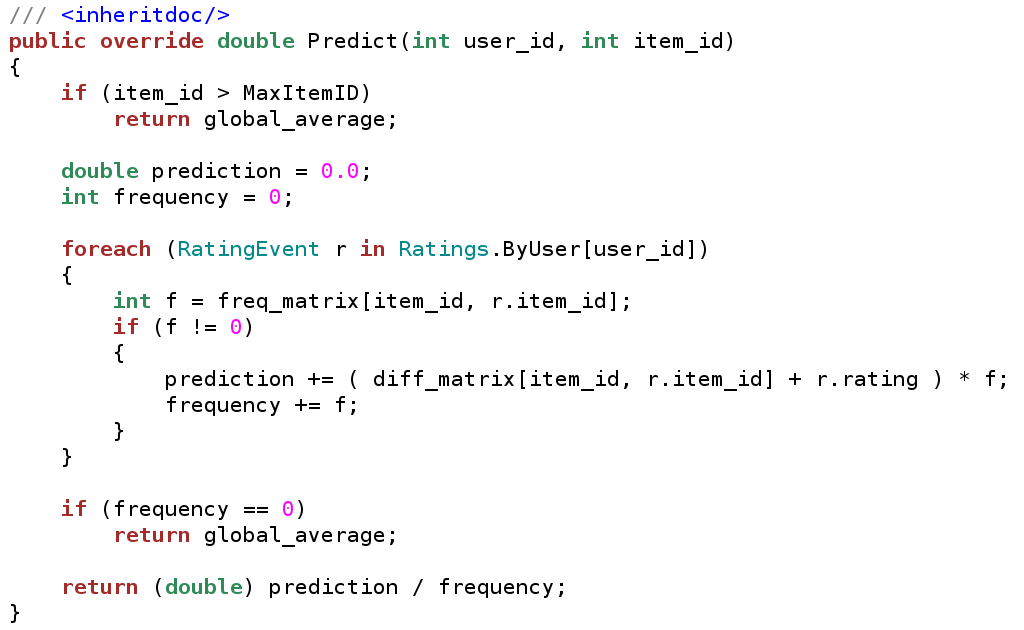 /// <inheritdoc/>
public override double Predict(int user_id, int item_id)
{
    if (item_id > MaxItemID)
        return global_average;

    double prediction = 0.0;
    int frequency = 0;

    foreach (RatingEvent r in Ratings.ByUser[user_id])
    {
        int f = freq_matrix[item_id, r.item_id];
        if (f != 0)
        {
            prediction += ( diff_matrix[item_id, r.item_id] + r.rating ) * f;
            frequency += f;
        }
    }

    if (frequency == 0)
        return global_average;

    return (double) prediction / frequency;
}